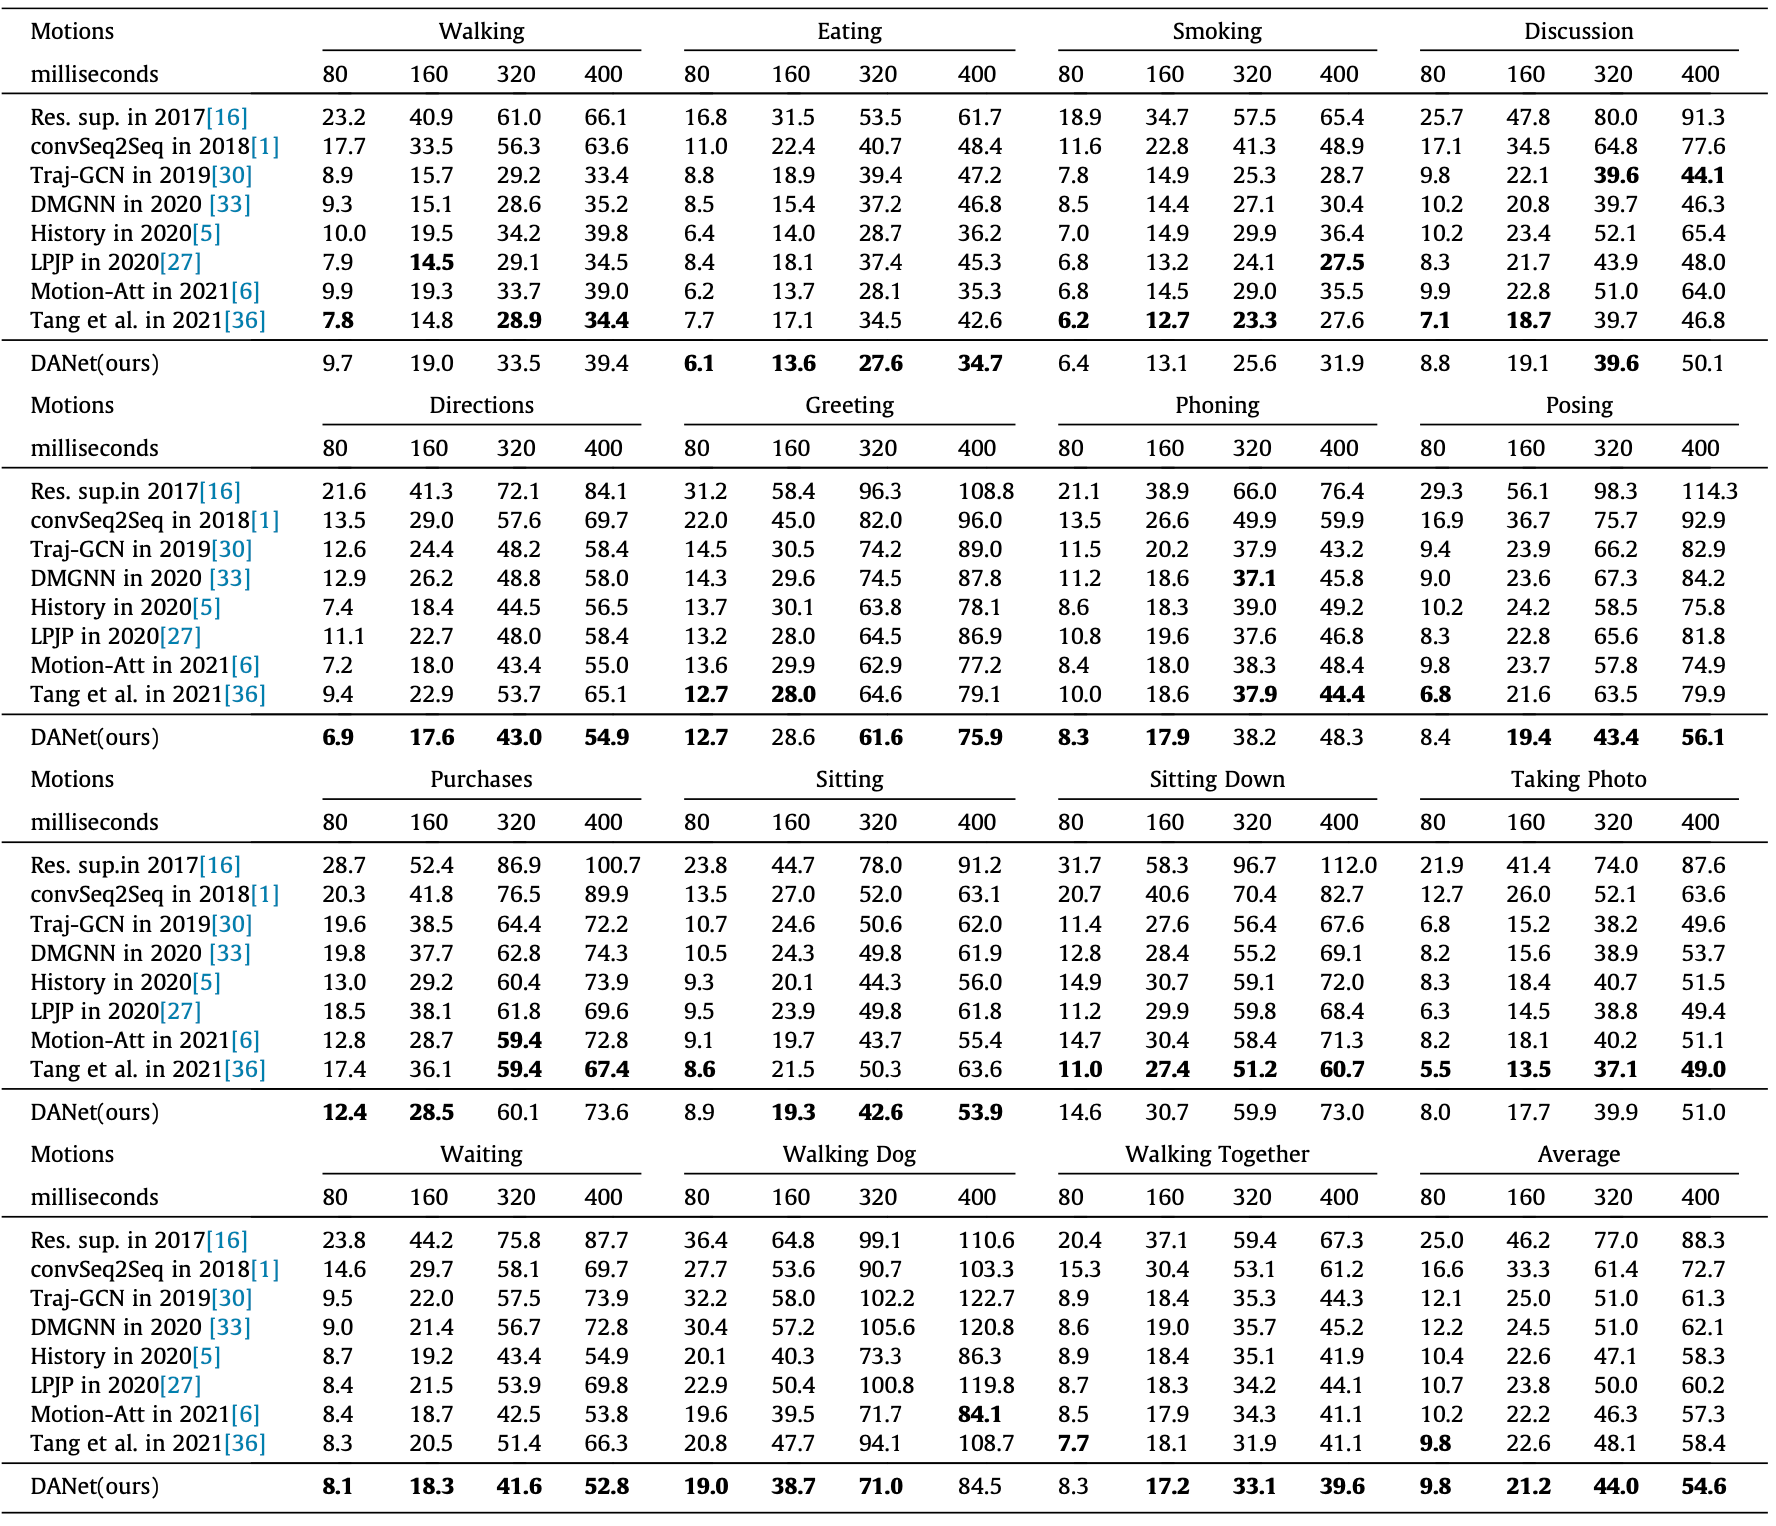 Motions Walking Eating Smoking Discussion
milliseconds 80 160 320 400 80 160 320 400 80 160 320 400 80 160 320 400
Res. sup. in 2017[16] 23.2 40.9 61.0 66.1 16.8 31.5 53.5 61.7 18.9 34.7 57.5 65.4 25.7 47.8 80.0 91.3
convSeq2Seq in 2018[1] 17.7 33.5 56.3 63.6 11.0 22.4 40.7 48.4 11.6 22.8 41.3 48.9 17.1 34.5 64.8 77.6
Traj-GCN in 2019[30] 8.9 15.7 29.2 33.4 8.8 18.9 39.4 47.2 7.8 14.9 25.3 28.7 9.8 22.1 39.6 44.1
DMGNN in 2020 [33] 9.3 15.1 28.6 35.2 8.5 15.4 37.2 46.8 8.5 14.4 27.1 30.4 10.2 20.8 39.7 46.3
History in 2020[5] 10.0 19.5 34.2 39.8 6.4 14.0 28.7 36.2 7.0 14.9 29.9 36.4 10.2 23.4 52.1 65.4
LPJP in 2020[27] 7.9 14.5 29.1 34.5 8.4 18.1 37.4 45.3 6.8 13.2 24.1 27.5 8.3 21.7 43.9 48.0
Motion-Att in 2021[6] 9.9 19.3 33.7 39.0 6.2 13.7 28.1 35.3 6.8 14.5 29.0 35.5 9.9 22.8 51.0 64.0
Tang et al. in 2021[36] 7.8 14.8 28.9 34.4 7.7 17.1 34.5 42.6 6.2 12.7 23.3 27.6 7.1 18.7 39.7 46.8
DANet(ours) 9.7 19.0 33.5 39.4 6.1 13.6 27.6 34.7 6.4 13.1 25.6 31.9 8.8 19.1 39.6 50.1
Motions Directions Greeting Phoning Posing
milliseconds 80 160 320 400 80 160 320 400 80 160 320 400 80 160 320 400
Res. sup.in 2017[16] 21.6 41.3 72.1 84.1 31.2 58.4 96.3 108.8 21.1 38.9 66.0 76.4 29.3 56.1 98.3 114.3
convSeq2Seq in 2018[1] 13.5 29.0 57.6 69.7 22.0 45.0 82.0 96.0 13.5 26.6 49.9 59.9 16.9 36.7 75.7 92.9
Traj-GCN in 2019[30] 12.6 24.4 48.2 58.4 14.5 30.5 74.2 89.0 11.5 20.2 37.9 43.2 9.4 23.9 66.2 82.9
DMGNN in 2020 [33] 12.9 26.2 48.8 58.0 14.3 29.6 74.5 87.8 11.2 18.6 37.1 45.8 9.0 23.6 67.3 84.2
History in 2020[5] 7.4 18.4 44.5 56.5 13.7 30.1 63.8 78.1 8.6 18.3 39.0 49.2 10.2 24.2 58.5 75.8
LPJP in 2020[27] 11.1 22.7 48.0 58.4 13.2 28.0 64.5 86.9 10.8 19.6 37.6 46.8 8.3 22.8 65.6 81.8
Motion-Att in 2021[6] 7.2 18.0 43.4 55.0 13.6 29.9 62.9 77.2 8.4 18.0 38.3 48.4 9.8 23.7 57.8 74.9
Tang et al. in 2021[36] 9.4 22.9 53.7 65.1 12.7 28.0 64.6 79.1 10.0 18.6 37.9 44.4 6.8 21.6 63.5 79.9
DANet(ours) 6.9 17.6 43.0 54.9 12.7 28.6 61.6 75.9 8.3 17.9 38.2 48.3 8.4 19.4 43.4 56.1
Motions Purchases Sitting Sitting Down Taking Photo
milliseconds 80 160 320 400 80 160 320 400 80 160 320 400 80 160 320 400
Res. sup.in 2017[16] 28.7 52.4 86.9 100.7 23.8 44.7 78.0 91.2 31.7 58.3 96.7 112.0 21.9 41.4 74.0 87.6
convSeq2Seq in 2018[1] 20.3 41.8 76.5 89.9 13.5 27.0 52.0 63.1 20.7 40.6 70.4 82.7 12.7 26.0 52.1 63.6
Traj-GCN in 2019[30] 19.6 38.5 64.4 72.2 10.7 24.6 50.6 62.0 11.4 27.6 56.4 67.6 6.8 15.2 38.2 49.6
DMGNN in 2020 [33] 19.8 37.7 62.8 74.3 10.5 24.3 49.8 61.9 12.8 28.4 55.2 69.1 8.2 15.6 38.9 53.7
History in 2020[5] 13.0 29.2 60.4 73.9 9.3 20.1 44.3 56.0 14.9 30.7 59.1 72.0 8.3 18.4 40.7 51.5
LPJP in 2020[27] 18.5 38.1 61.8 69.6 9.5 23.9 49.8 61.8 11.2 29.9 59.8 68.4 6.3 14.5 38.8 49.4
Motion-Att in 2021[6] 12.8 28.7 59.4 72.8 9.1 19.7 43.7 55.4 14.7 30.4 58.4 71.3 8.2 18.1 40.2 51.1
Tang et al. in 2021[36] 17.4 36.1 59.4 67.4 8.6 21.5 50.3 63.6 11.0 27.4 51.2 60.7 5.5 13.5 37.1 49.0
DANet(ours) 12.4 28.5 60.1 73.6 8.9 19.3 42.6 53.9 14.6 30.7 59.9 73.0 8.0 17.7 39.9 51.0
Motions Waiting Walking Dog Walking Together Average
milliseconds 80 160 320 400 80 160 320 400 80 160 320 400 80 160 320 400
Res. sup. in 2017[16] 23.8 44.2 75.8 87.7 36.4 64.8 99.1 110.6 20.4 37.1 59.4 67.3 25.0 46.2 77.0 88.3
convSeq2Seq in 2018[1] 14.6 29.7 58.1 69.7 27.7 53.6 90.7 103.3 15.3 30.4 53.1 61.2 16.6 33.3 61.4 72.7
Traj-GCN in 2019[30] 9.5 22.0 57.5 73.9 32.2 58.0 102.2 122.7 8.9 18.4 35.3 44.3 12.1 25.0 51.0 61.3
DMGNN in 2020 [33] 9.0 21.4 56.7 72.8 30.4 57.2 105.6 120.8 8.6 19.0 35.7 45.2 12.2 24.5 51.0 62.1
History in 2020[5] 8.7 19.2 43.4 54.9 20.1 40.3 73.3 86.3 8.9 18.4 35.1 41.9 10.4 22.6 47.1 58.3
LPJP in 2020[27] 8.4 21.5 53.9 69.8 22.9 50.4 100.8 119.8 8.7 18.3 34.2 44.1 10.7 23.8 50.0 60.2
Motion-Att in 2021[6] 8.4 18.7 42.5 53.8 19.6 39.5 71.7 84.1 8.5 17.9 34.3 41.1 10.2 22.2 46.3 57.3
Tang et al. in 2021[36] 8.3 20.5 51.4 66.3 20.8 47.7 94.1 108.7 7.7 18.1 31.9 41.1 9.8 22.6 48.1 58.4
DANet(ours) 8.1 18.3 41.6 52.8 19.0 38.7 71.0 84.5 8.3 17.2 33.1 39.6 9.8 21.2 44.0 54.6